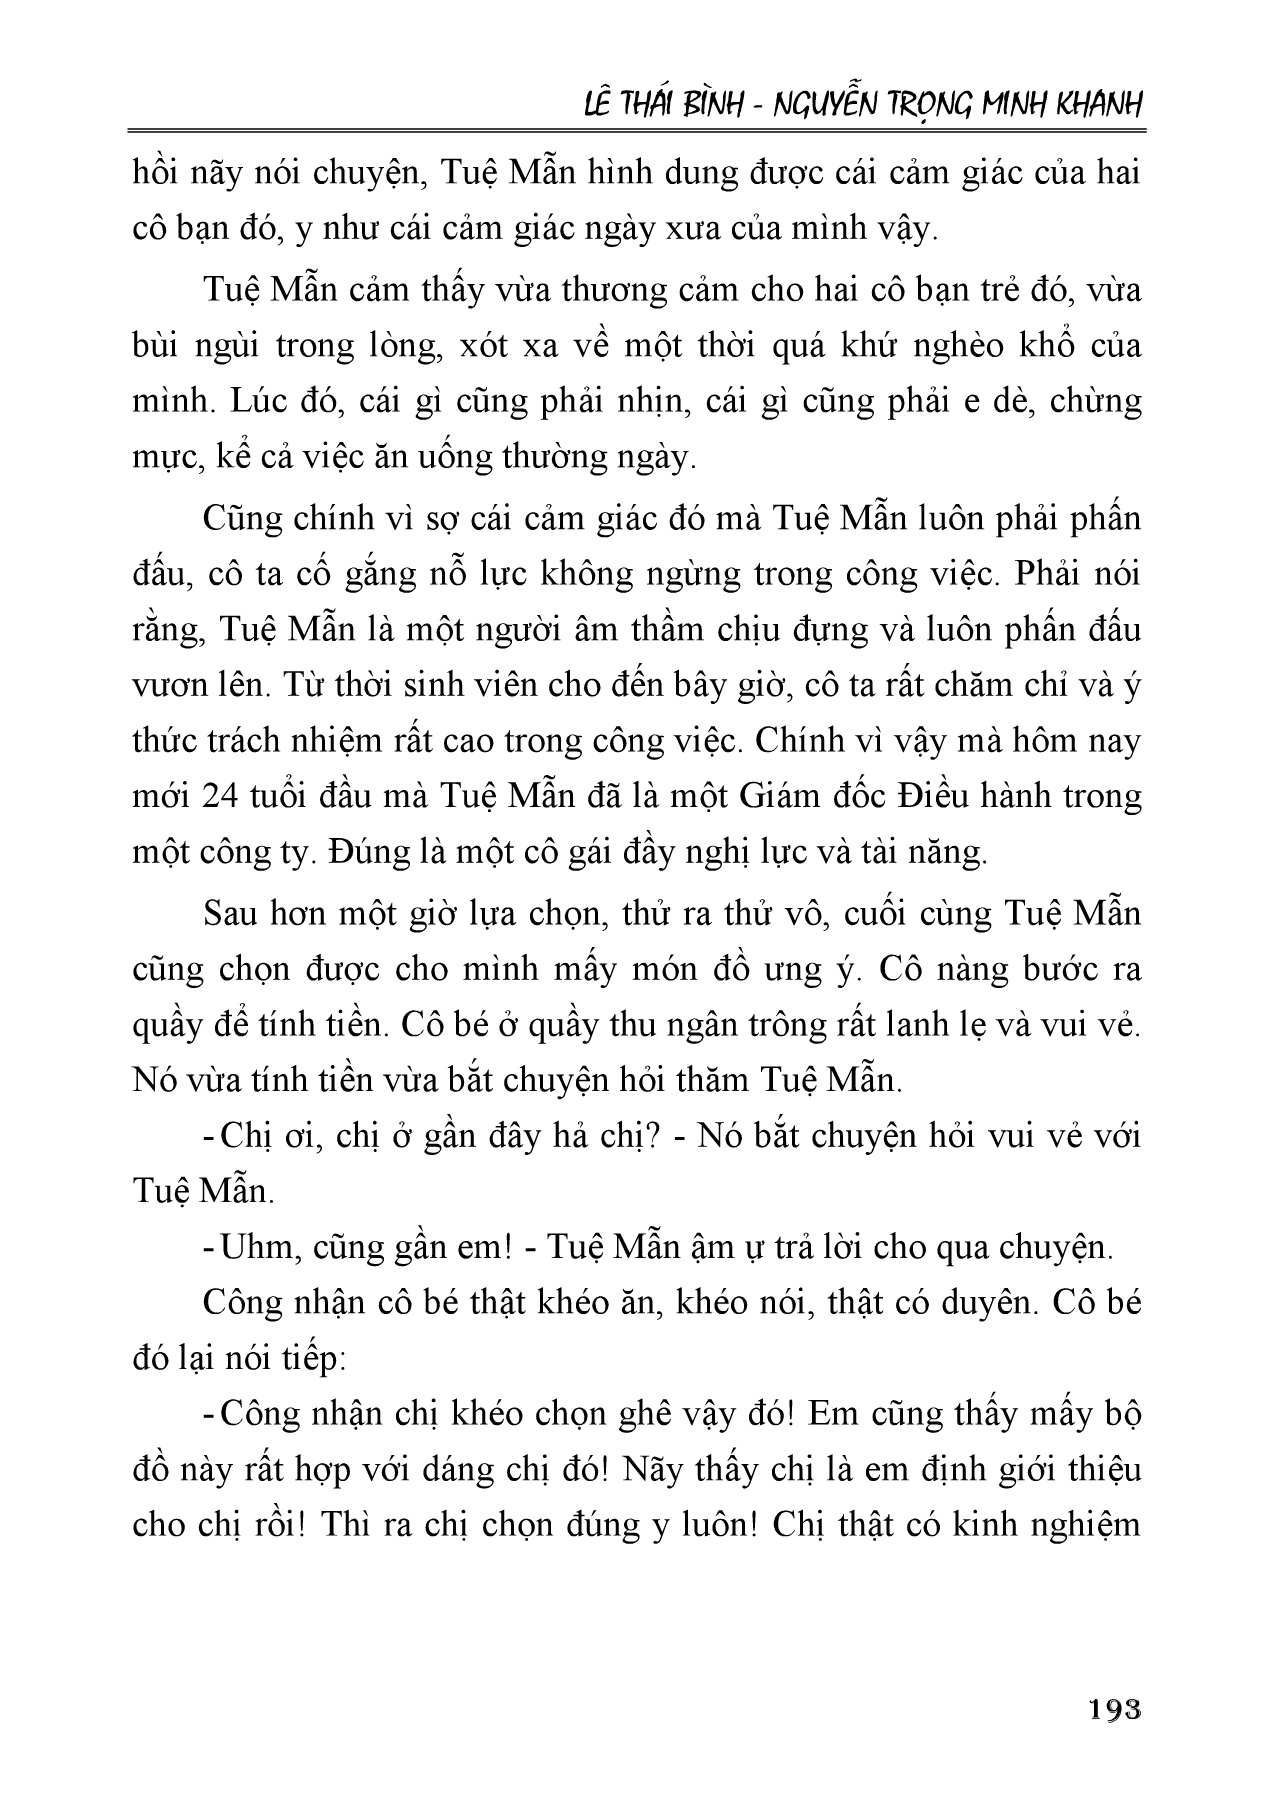 LÊ THÁI BÌNH - NGUYỄN TRỌNG MINH KHANH
hồi nãy nói chuyện, Tuệ Mẫn hình dung được cái cảm giác của hai
cô bạn đó, y như cái cảm giác ngày xưa của mình vậy.
Tuệ Mẫn cảm thấy vừa thương cảm cho hai cô bạn trẻ đó, vừa
bùi ngùi trong lòng, xót xa về một thời quá khứ nghèo khổ của
mình. Lúc đó, cái gì cũng phải nhịn, cái gì cũng phải e dè, chừng
mực, kể cả việc ăn uống thường ngày.
Cũng chính vì sợ cái cảm giác đó mà Tuệ Mẫn luôn phải phấn
đấu, cô ta cố gắng nỗ lực không ngừng trong công việc. Phải nói
rằng, Tuệ Mẫn là một người âm thầm chịu đựng và luôn phấn đấu
vươn lên. Từ thời sinh viên cho đến bây giờ, cô ta rất chăm chỉ và ý
thức trách nhiệm rất cao trong công việc. Chính vì vậy mà hôm nay
mới 24 tuổi đầu mà Tuệ Mẫn đã là một Giám đốc Điều hành trong
một công ty. Đúng là một cô gái đầy nghị lực và tài năng.
Sau hơn một giờ lựa chọn, thử ra thử vô, cuối cùng Tuệ Mẫn
cũng chọn được cho mình mấy món đồ ưng ý. Cô nàng bước ra
quầy để tính tiền. Cô bé ở quầy thu ngân trông rất lanh lẹ và vui vẻ.
Nó vừa tính tiền vừa bắt chuyện hỏi thăm Tuệ Mẫn.
- Chị ơi, chị ở gần đây hả chị? - Nó bắt chuyện hỏi vui vẻ với
Tuệ Mẫn.
- Uhm, cũng gần em! - Tuệ Mẫn ậm ự trả lời cho qua chuyện.
Công nhận cô bé thật khéo ăn, khéo nói, thật có duyên. Cô bé
đó lại nói tiếp:
- Công nhận chị khéo chọn ghê vậy đó! Em cũng thấy mấy bộ
đồ này rất hợp với dáng chị đó! Nãy thấy chị là em định giới thiệu
cho chị rồi! Thì ra chị chọn đúng y luôn! Chị thật có kinh nghiệm
193